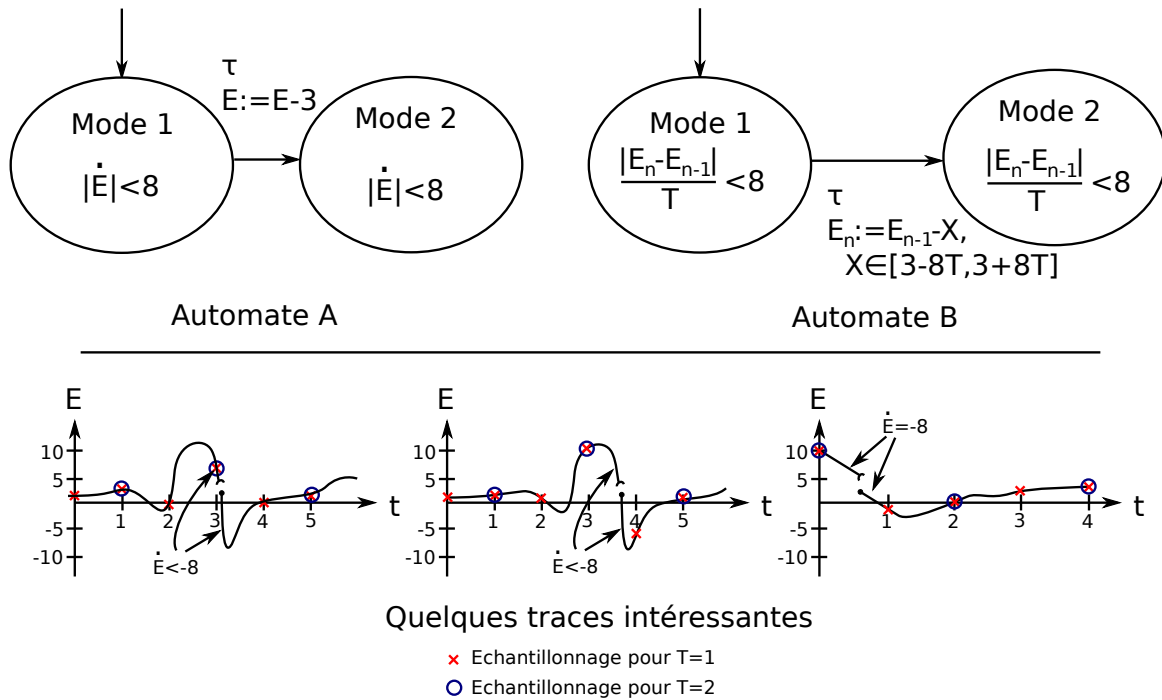 τ
E:=E-3
Mode 1
|Ė|<8
Mode 2
|Ė|<8
Automate A
Mode 1
|Eₙ-Eₙ₋₁|
T
<8
τ
Eₙ:=Eₙ₋₁-X,
X∈[3-8T,3+8T]
Mode 2
|Eₙ-Eₙ₋₁|
T
<8
Automate B
E
10
5
-5
-10
1 2 3 4 5
t
Ė<-8
E
10
5
-5
-10
1 2 3 4 5
t
Ė<-8
E
10
5
-5
-10
1 2 3 4
t
Ė=-8
Quelques traces intéressantes
Echantillonnage pour T=1
Echantillonnage pour T=2